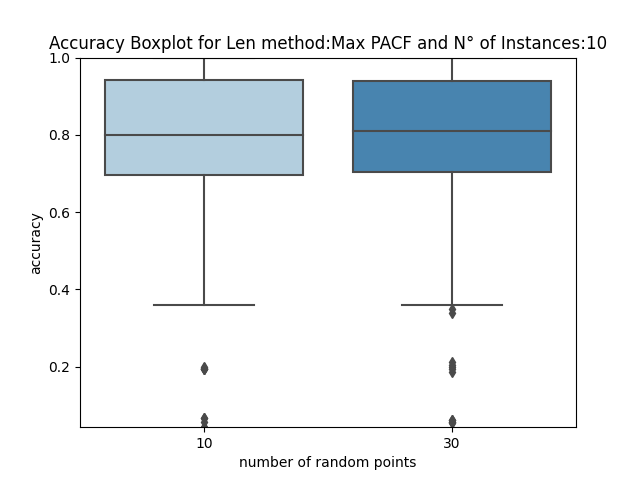 Accuracy Boxplot for Len method:Max PACF and N° of Instances:10
1.0
0.8
0.6
0.4
0.2
accuracy
10 30
number of random points